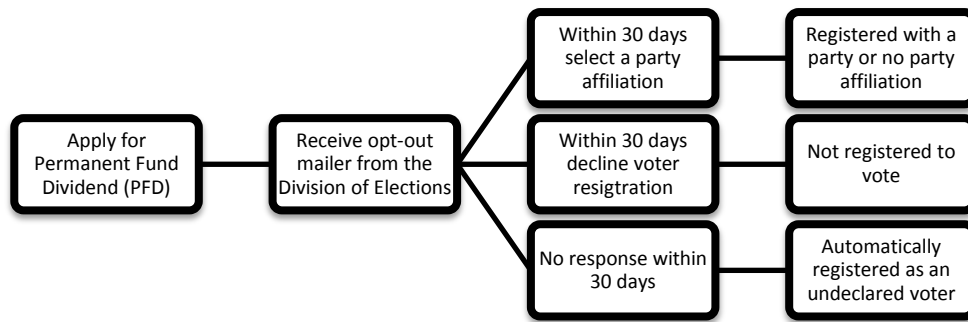 Apply for
Permanent Fund
Dividend (PFD)
Receive opt-out
mailer from the
Division of Elections
Within 30 days
select a party
affiliation
Registered with a
party or no party
affiliation
Within 30 days
decline voter
resigtration
Not registered to
vote
No response within
30 days
Automatically
registered as an
undeclared voter